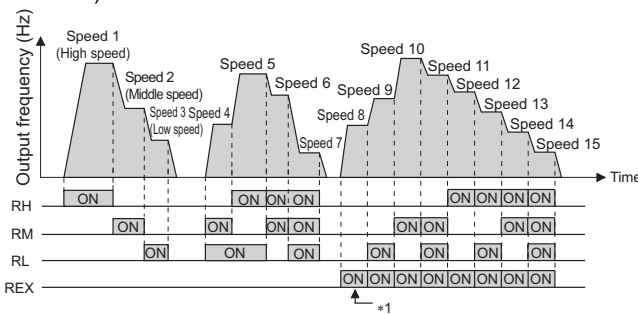 Output frequency (Hz)
Speed 1
(High speed)
Speed 2
(Middle speed)
Speed 3
(Low speed)
Speed 4
Speed 5
Speed 6
Speed 7
Speed 8
Speed 9
Speed 10
Speed 11
Speed 12
Speed 13
Speed 14
Speed 15
Time
RH ON ON ON ON ON ON ON ON
RM ON ON ON ON ON ON ON ON
RL ON ON ON ON ON ON ON
REX ON ON ON ON ON ON ON ON
*1